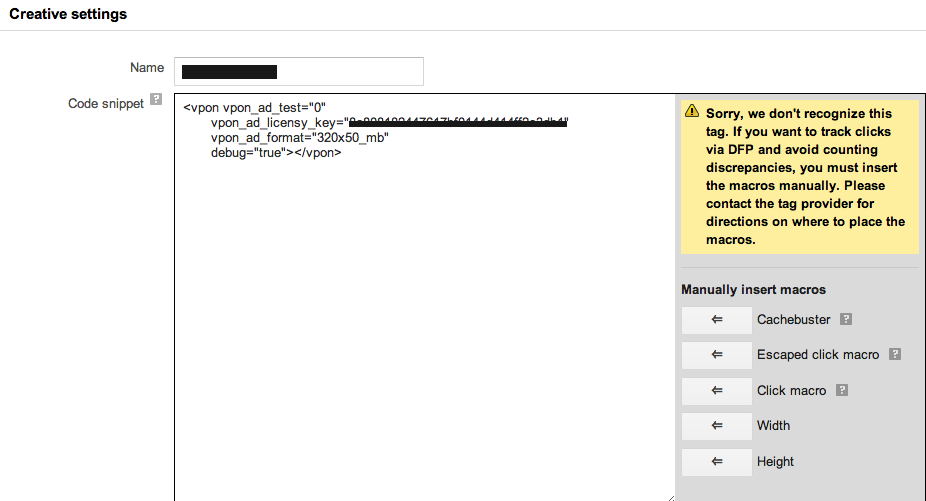 Creative settings
Name
Code snippet ?
<vpon vpon_ad_test="0"
vpon_ad_licensy_key="
vpon_ad_format="320x50_mb"
debug="true"></vpon>
Sorry, we don't recognize this
tag. If you want to track clicks
via DFP and avoid counting
discrepancies, you must insert
the macros manually. Please
contact the tag provider for
directions on where to place the
macros.
Manually insert macros
⇐ Cachebuster ?
⇐ Escaped click macro ?
⇐ Click macro ?
⇐ Width
⇐ Height